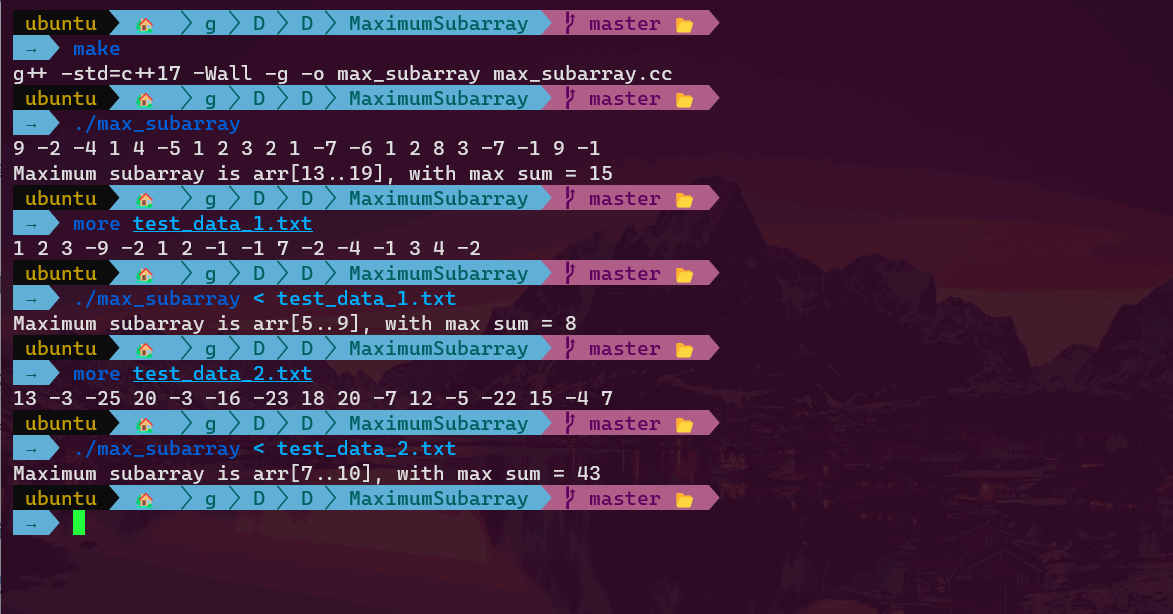 ubuntu g D D MaximumSubarray master
→ make
g++ -std=c++17 -Wall -g -o max_subarray max_subarray.cc
ubuntu g D D MaximumSubarray master
→ ./max_subarray
9 -2 -4 1 4 -5 1 2 3 2 1 -7 -6 1 2 8 3 -7 -1 9 -1
Maximum subarray is arr[13..19], with max sum = 15
ubuntu g D D MaximumSubarray master
→ more test_data_1.txt
1 2 3 -9 -2 1 2 -1 -1 7 -2 -4 -1 3 4 -2
ubuntu g D D MaximumSubarray master
→ ./max_subarray < test_data_1.txt
Maximum subarray is arr[5..9], with max sum = 8
ubuntu g D D MaximumSubarray master
→ more test_data_2.txt
13 -3 -25 20 -3 -16 -23 18 20 -7 12 -5 -22 15 -4 7
ubuntu g D D MaximumSubarray master
→ ./max_subarray < test_data_2.txt
Maximum subarray is arr[7..10], with max sum = 43
ubuntu g D D MaximumSubarray master
→